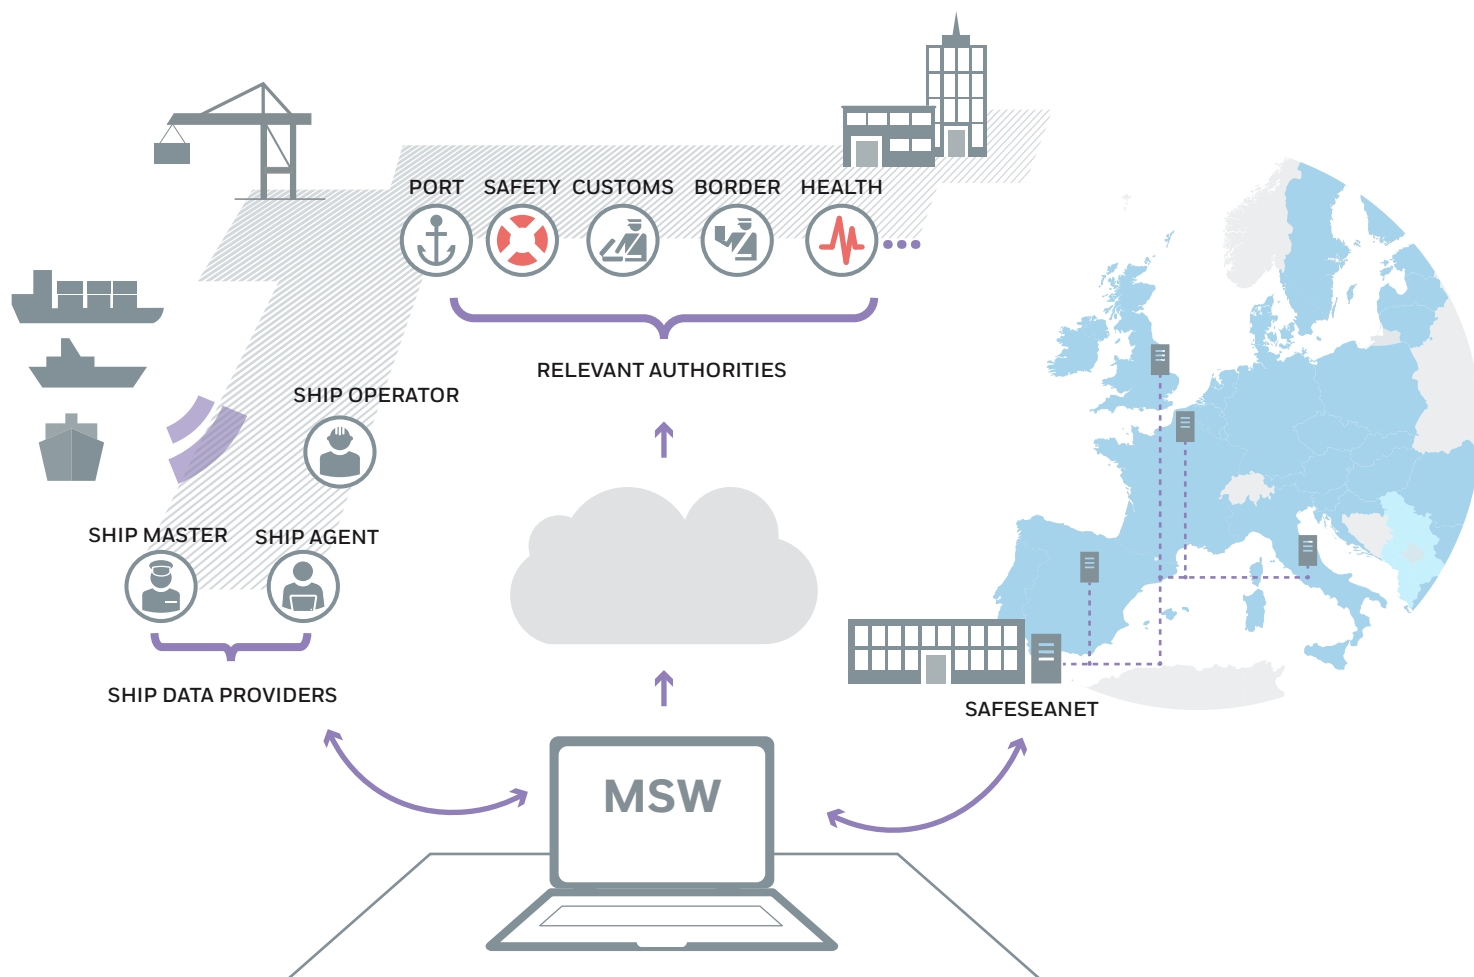 PORT SAFETY CUSTOMS BORDER HEALTH
RELEVANT AUTHORITIES
SHIP OPERATOR
SHIP MASTER
SHIP AGENT
SHIP DATA PROVIDERS
SAFESEANET
MSW